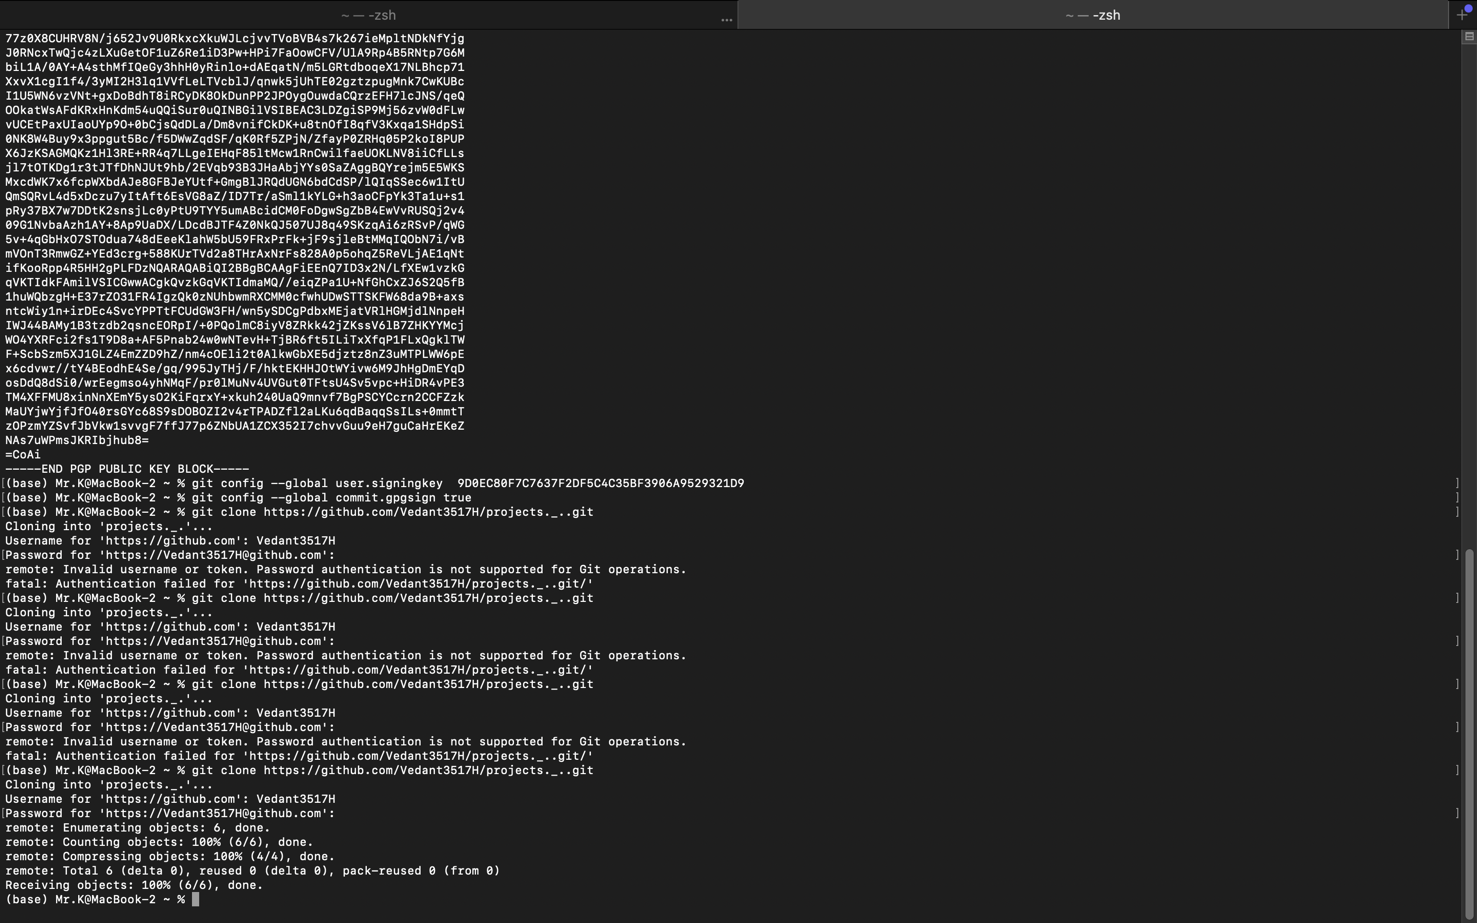 ~ — -zsh
...
~ — -zsh
+
77z0X8CUHRV8N/j652Jv9U0RkxcXkuWJLcjvvTVoBVB4s7k267ieMpltNDkNfYjg
J0RNcxTwQjc4zLXuGetOF1uZ6Re1iD3Pw+HPi7FaOowCFV/UlA9Rp4B5RNtp7G6M
biL1A/0AY+A4sthMfIQeGy3hhH0yRinlo+dAEqatN/m5LGRtdboqeX17NLBhcp71
XxvX1cgI1f4/3yMI2H3lq1VVfLeLTVcblJ/qnwk5jUhTE02gztzpugMnk7CwKUBc
I1U5WN6vzVNt+gxDoBdhT8iRCyDK8OkDunPP2JPOygOuwdaCQrzEFH7lcJNS/qeQ
OOkatWsAFdKRxHnKdm54uQQiSur0uQINBGilVSIBEAC3LDZgiSP9Mj56zvW0dFLw
vUCEtPaxUIaoUYp9O+0bCjsQdDLa/Dm8vnifCkDK+u8tnOfI8qfV3Kxqa1SHdpSi
0NK8W4Buy9x3ppgut5Bc/f5DWwZqdSF/qK0Rf5ZPjN/ZfayP0ZRHq05P2koI8PUP
X6JzKSAGMQKz1Hl3RE+RR4q7LLgeIEHqF85ltMcw1RnCwilfaeUOKLNV8iiCfLLs
jl7tOTKDg1r3tJTfDhNJUt9hb/2EVqb93B3JHaAbjYYs0SaZAggBQYrejm5E5WKS
MxcdWK7x6fcpWXbdAJe8GFBJeYUtf+GmgBlJRQdUGN6bdCdSP/lQIqSSec6w1ItU
QmSQRvL4d5xDczu7yItAft6EsVG8aZ/ID7Tr/aSml1kYLG+h3aoCFpYk3Ta1u+s1
pRy37BX7w7DDtK2snsjLc0yPtU9TYY5umABcidCM0FoDgwSgZbB4EwVvRUSQj2v4
09G1NvbaAzh1AY+8Ap9UaDX/LDcdBJTF4Z0NkQJ507UJ8q49SKzqAi6zRSvP/qWG
5v+4qGbHxO7STOdua748dEeeKlahW5bU59FRxPrFk+jF9sjleBtMMqIQObN7i/vB
mVOnT3RmwGZ+YEd3crg+588KUrTVd2a8THrAxNrFs828A0p5ohqZ5ReVLjAE1qNt
ifKooRpp4R5HH2gPLFDzNQARAQABiQI2BBgBCAAgFiEEnQ7ID3x2N/LfXEw1vzkG
qVKTIdkFAmilVSICGwwACgkQvzkGqVKTIdmaMQ//eiqZPa1U+NfGhCxZJ6S2Q5fB
1huWQbzgH+E37rZO31FR4IgzQk0zNUhbwmRXCMM0cfwhUDwSTTSKFW68da9B+axs
ntcWiy1n+irDEc4SvcYPPTtFCUdGW3FH/wn5ySDCgPdbxMEjatVRlHGMjdlNnpeH
IWJ44BAMy1B3tzdb2qsncEORpI/+0PQolmC8iyV8ZRkk42jZKssV6lB7ZHKYYMcj
WO4YXRFci2fs1T9D8a+AF5Pnab24w0wNTevH+TjBR6ft5ILiTxXfqP1FLxQgklTW
F+ScbSzm5XJ1GLZ4EmZZD9hZ/nm4cOEli2t0AlkwGbXE5djztz8nZ3uMTPLWW6pE
x6cdvwr//tY4BEodhE4Se/gq/995JyTHj/F/hktEKHHJOtWYivw6M9JhHgDmEYqD
osDdQ8dSi0/wrEegmso4yhNMqF/pr0lMuNv4UVGut0TFtsU4Sv5vpc+HiDR4vPE3
TM4XFFMU8xinNnXEmY5ysO2KiFqrxY+xkuh240UaQ9mnvf7BgPSCYCcrn2CCFZzk
MaUYjwYjfJfO40rsGYc68S9sDOBOZI2v4rTPADZfl2aLKu6qdBaqqSsILs+0mmtT
zOPzmYZSvfJbVkw1svvgF7ffJ77p6ZNbUA1ZCX352I7chvvGuu9eH7guCaHrEKeZ
NAs7uWPmsJKRIbjhub8=
=CoAi
-----END PGP PUBLIC KEY BLOCK-----
[(base) Mr.K@MacBook-2 ~ % git config --global user.signingkey  9D0EC80F7C7637F2DF5C4C35BF3906A9529321D9 ]
[(base) Mr.K@MacBook-2 ~ % git config --global commit.gpgsign true ]
[(base) Mr.K@MacBook-2 ~ % git clone https://github.com/Vedant3517H/projects._..git ]
Cloning into 'projects._.'...
Username for 'https://github.com': Vedant3517H
[Password for 'https://Vedant3517H@github.com': ]
remote: Invalid username or token. Password authentication is not supported for Git operations.
fatal: Authentication failed for 'https://github.com/Vedant3517H/projects._..git/'
[(base) Mr.K@MacBook-2 ~ % git clone https://github.com/Vedant3517H/projects._..git ]
Cloning into 'projects._.'...
Username for 'https://github.com': Vedant3517H
[Password for 'https://Vedant3517H@github.com': ]
remote: Invalid username or token. Password authentication is not supported for Git operations.
fatal: Authentication failed for 'https://github.com/Vedant3517H/projects._..git/'
[(base) Mr.K@MacBook-2 ~ % git clone https://github.com/Vedant3517H/projects._..git ]
Cloning into 'projects._.'...
Username for 'https://github.com': Vedant3517H
[Password for 'https://Vedant3517H@github.com': ]
remote: Invalid username or token. Password authentication is not supported for Git operations.
fatal: Authentication failed for 'https://github.com/Vedant3517H/projects._..git/'
[(base) Mr.K@MacBook-2 ~ % git clone https://github.com/Vedant3517H/projects._..git ]
Cloning into 'projects._.'...
Username for 'https://github.com': Vedant3517H
[Password for 'https://Vedant3517H@github.com': ]
remote: Enumerating objects: 6, done.
remote: Counting objects: 100% (6/6), done.
remote: Compressing objects: 100% (4/4), done.
remote: Total 6 (delta 0), reused 0 (delta 0), pack-reused 0 (from 0)
Receiving objects: 100% (6/6), done.
(base) Mr.K@MacBook-2 ~ %